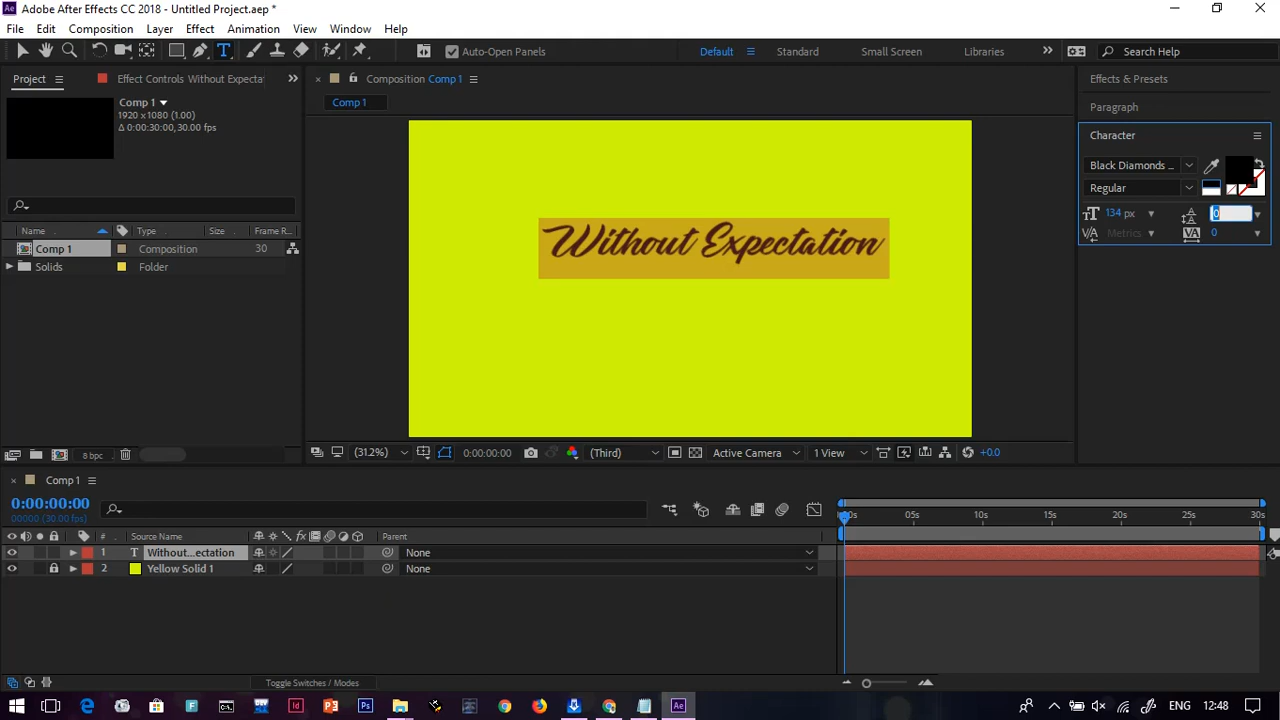 Adobe After Effects CC 2018 - Untitled Project.aep *
File Edit Composition Layer Effect Animation View Window Help
Auto-Open Panels Default Standard Small Screen Libraries Search Help
Project Effect Controls Without Expectat
Composition Comp 1
Effects & Presets
Comp 1
1920 x 1080 (1.00)
Δ 0:00:30:00, 30.00 fps
Comp 1
Paragraph
Character
Black Diamonds ...
Regular
134 px 0
Metrics 0
Name Type Size Frame R...
Comp 1 Composition 30
Solids Folder
Without Expectation
8 bpc
(31.2%) 0:00:00:00 (Third) Active Camera 1 View +0.0
Comp 1
0:00:00:00
00000 (30.00 fps)
05s 10s 15s 20s 25s 30s
# Source Name Parent
1 T Without...ectation None
2 Yellow Solid 1 None
Toggle Switches / Modes
ENG 12:48